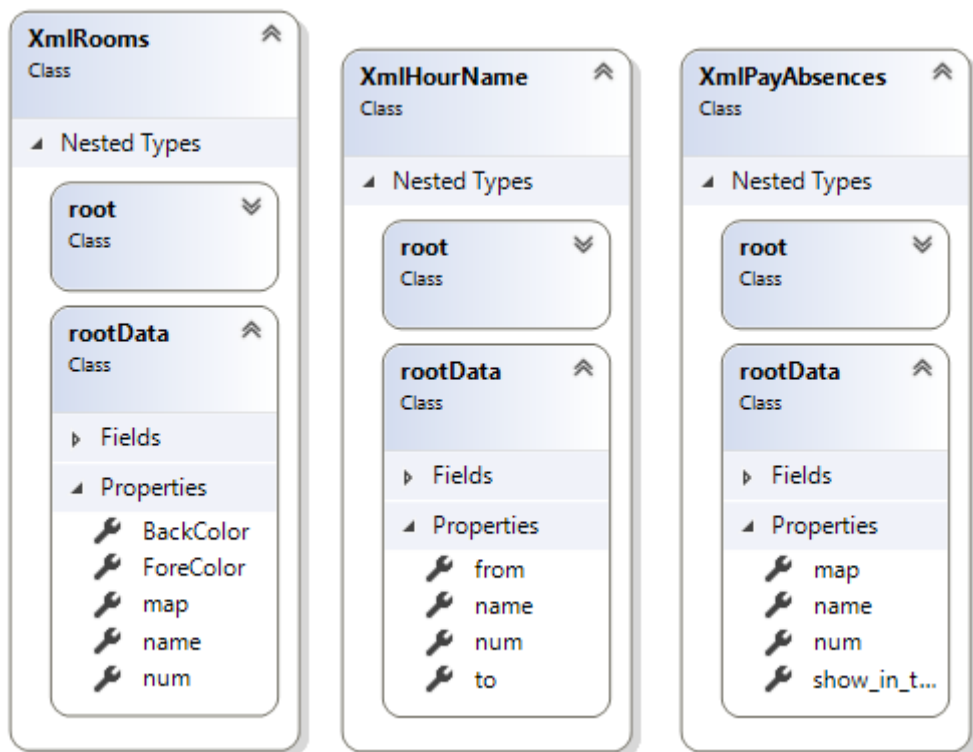 XmlRooms
Class
Nested Types
root
Class
rootData
Class
Fields
Properties
BackColor
ForeColor
map
name
num
XmlHourName
Class
Nested Types
root
Class
rootData
Class
Fields
Properties
from
name
num
to
XmlPayAbsences
Class
Nested Types
root
Class
rootData
Class
Fields
Properties
map
name
num
show_in_t...